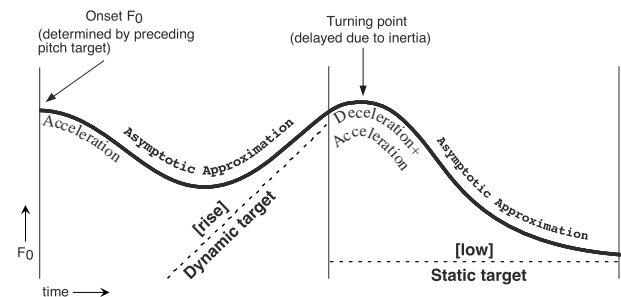 Onset F0
(determined by preceding
pitch target)
Turning point
(delayed due to inertia)
Acceleration
Asymptotic Approximation
Deceleration+
Acceleration
Asymptotic Approximation
[rise]
Dynamic target
F0
[low]
Static target
time